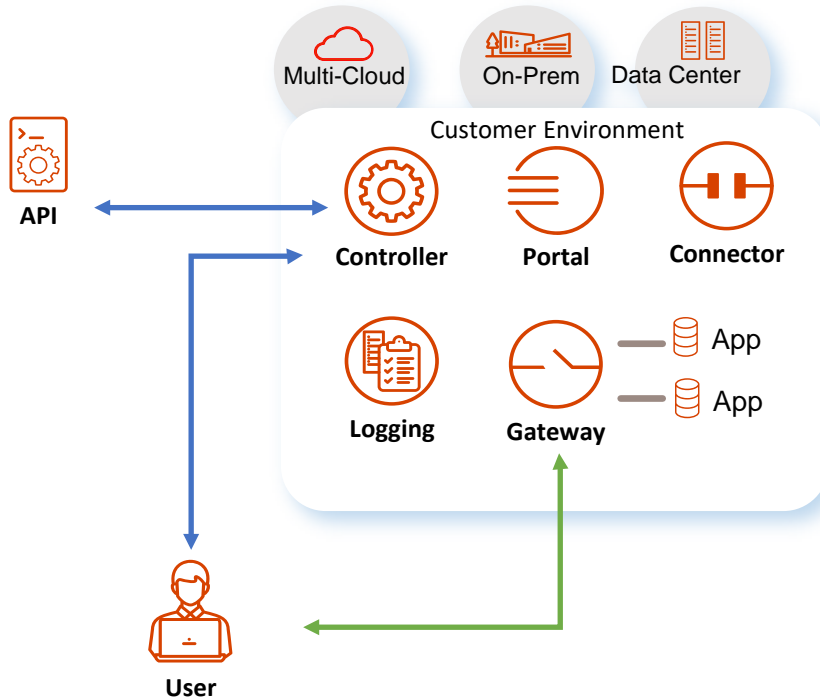 Multi-Cloud
On-Prem
Data Center
Customer Environment
API
Controller
Portal
Connector
App
App
Logging
Gateway
User